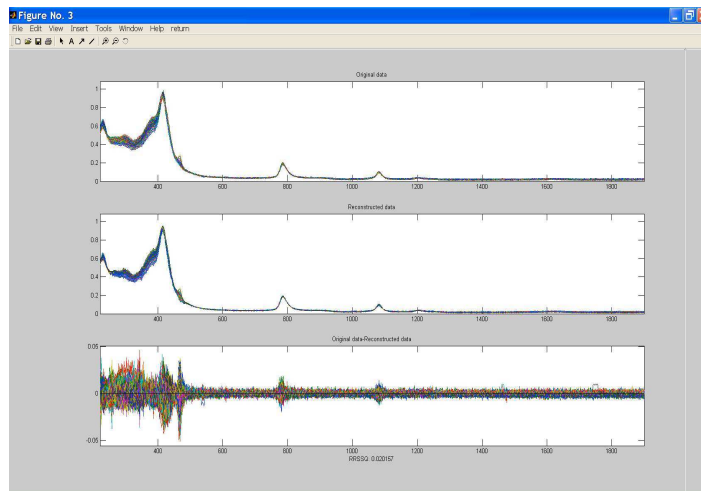 Figure No. 3
File Edit View Insert Tools Window Help return
Original data
1
0.8
0.6
0.4
0.2
0
400 600 800 1000 1200 1400 1600 1800
Reconstructed data
1
0.8
0.6
0.4
0.2
0
400 600 800 1000 1200 1400 1600 1800
Original data-Reconstructed data
0.05
0
-0.05
400 600 800 1000 1200 1400 1600 1800
RRSSQ: 0.020157